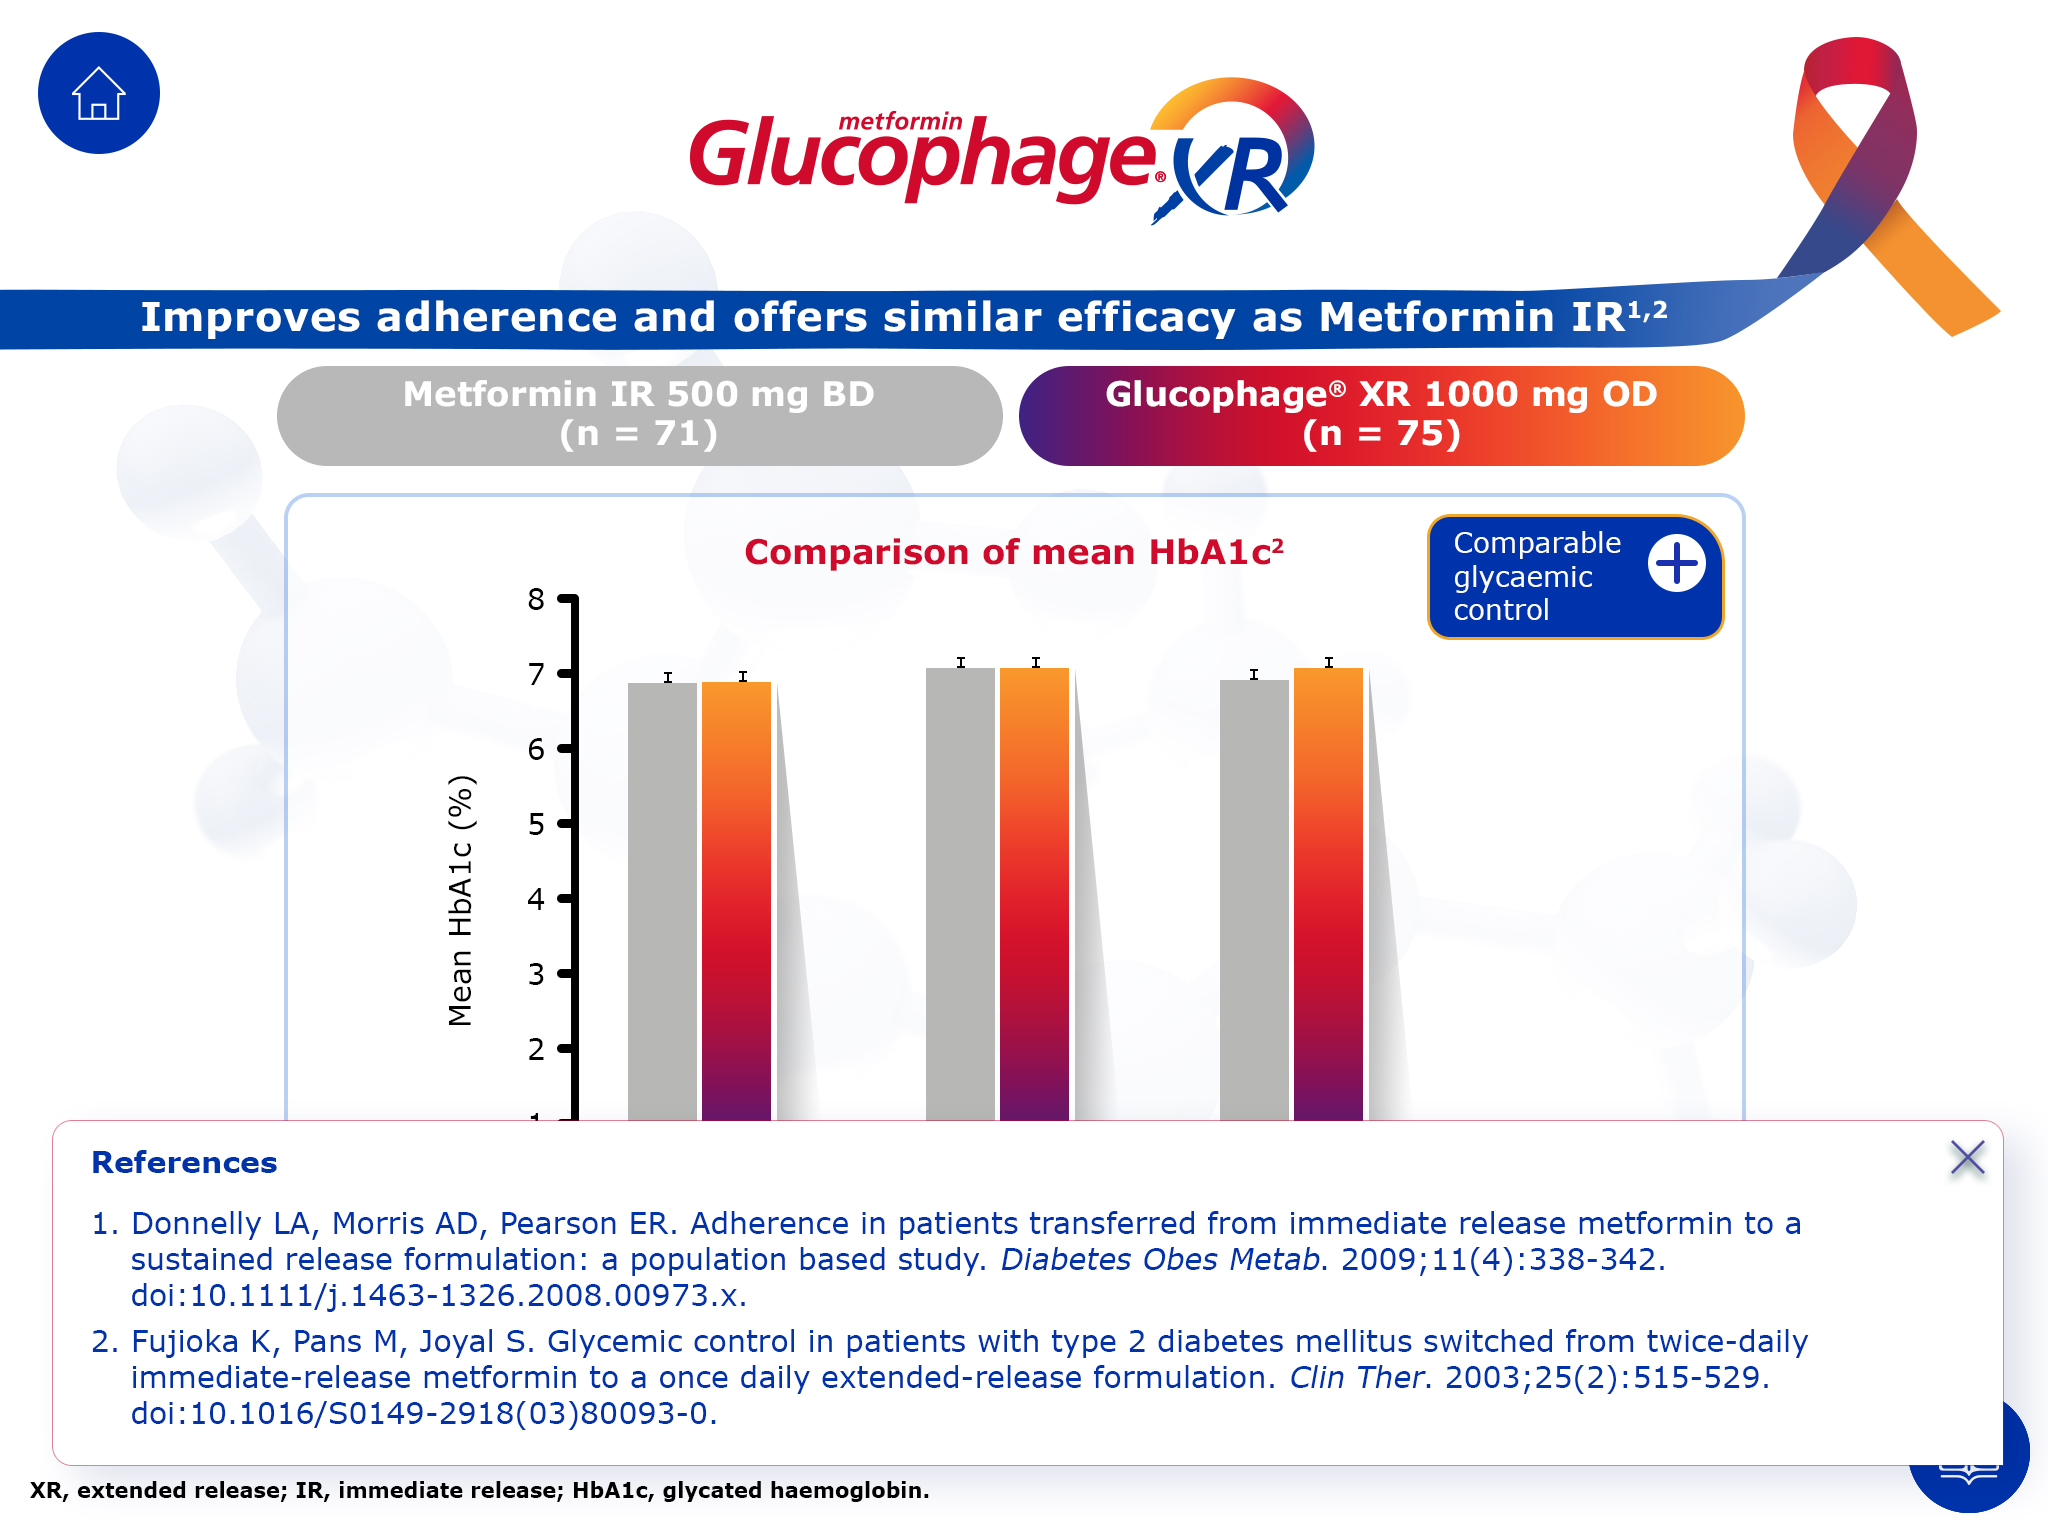 metformin
Glucophage® XR
Improves adherence and offers similar efficacy as Metformin IR1,2
Metformin IR 500 mg BD
(n = 71)
Glucophage® XR 1000 mg OD
(n = 75)
Comparison of mean HbA1c2
Comparable
glycaemic
control
Mean HbA1c (%)
8
7
6
5
4
3
2
References
1. Donnelly LA, Morris AD, Pearson ER. Adherence in patients transferred from immediate release metformin to a
sustained release formulation: a population based study. Diabetes Obes Metab. 2009;11(4):338-342.
doi:10.1111/j.1463-1326.2008.00973.x.
2. Fujioka K, Pans M, Joyal S. Glycemic control in patients with type 2 diabetes mellitus switched from twice-daily
immediate-release metformin to a once daily extended-release formulation. Clin Ther. 2003;25(2):515-529.
doi:10.1016/S0149-2918(03)80093-0.
XR, extended release; IR, immediate release; HbA1c, glycated haemoglobin.